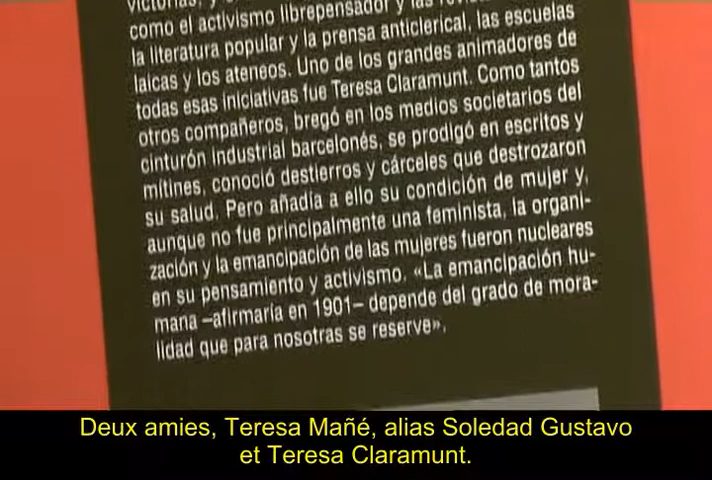 como el activismo librepensador y las
la literatura popular y la prensa anticlerical, las escuelas
laicas y los ateneos. Uno de los grandes animadores de
todas esas iniciativas fue Teresa Claramunt. Como tantos
otros compañeros, bregó en los medios societarios del
cinturón industrial barcelonés, se prodigó en escritos y
mítines, conoció destierros y cárceles que destrozaron
su salud. Pero añadía a ello su condición de mujer y,
aunque no fue principalmente una feminista, la organi-
zación y la emancipación de las mujeres fueron nucleares
en su pensamiento y activismo. «La emancipación hu-
mana –afirmaría en 1901– depende del grado de mora-
lidad que para nosotras se reserve».
Deux amies, Teresa Mañé, alias Soledad Gustavo
et Teresa Claramunt.